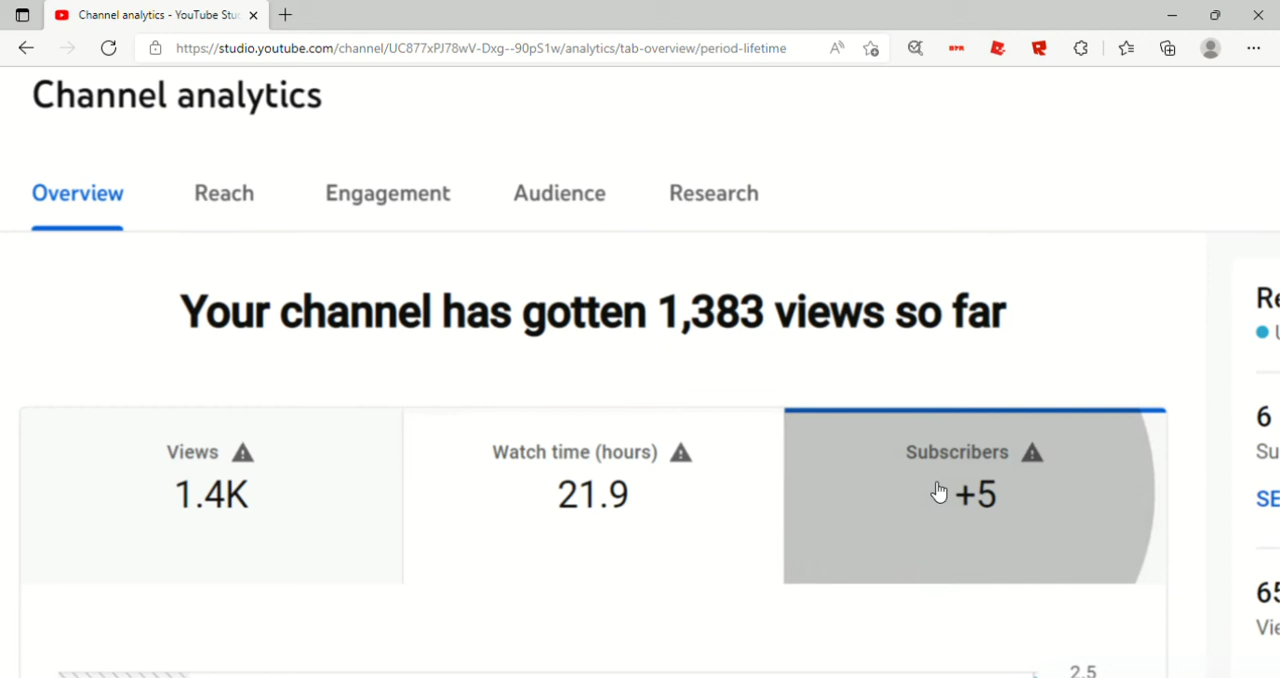 Channel analytics - YouTube Stu
https://studio.youtube.com/channel/UC877xPJ78wV-Dxg--90pS1w/analytics/tab-overview/period-lifetime
Channel analytics
Overview Reach Engagement Audience Research
Your channel has gotten 1,383 views so far
Views Watch time (hours) Subscribers
1.4K 21.9 +5
2.5
Re
6
Su
SE
65
Vie